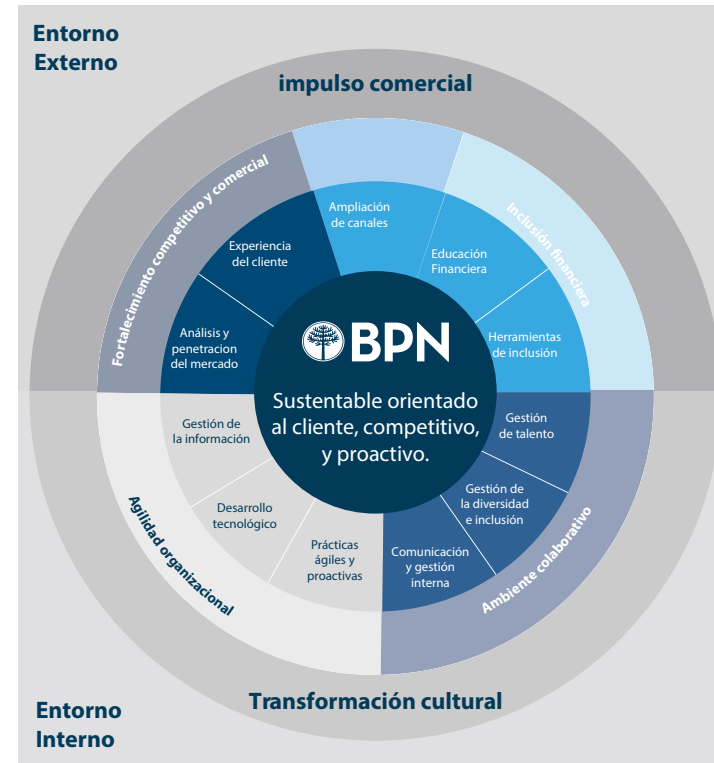 Entorno
Externo
impulso comercial
Fortalecimiento competitivo y comercial
Inclusión financiera
Ampliación
de canales
Experiencia
del cliente
Educación
Financiera
Análisis y
penetracion
del mercado
Herramientas
de inclusión
BPN
Sustentable orientado
al cliente, competitivo,
y proactivo.
Gestión de
la información
Gestión
de talento
Desarrollo
tecnológico
Gestión de
la diversidad
e inclusión
Prácticas
ágiles y
proactivas
Comunicación
y gestión
interna
Agilidad organizacional
Ambiente colaborativo
Transformación cultural
Entorno
Interno